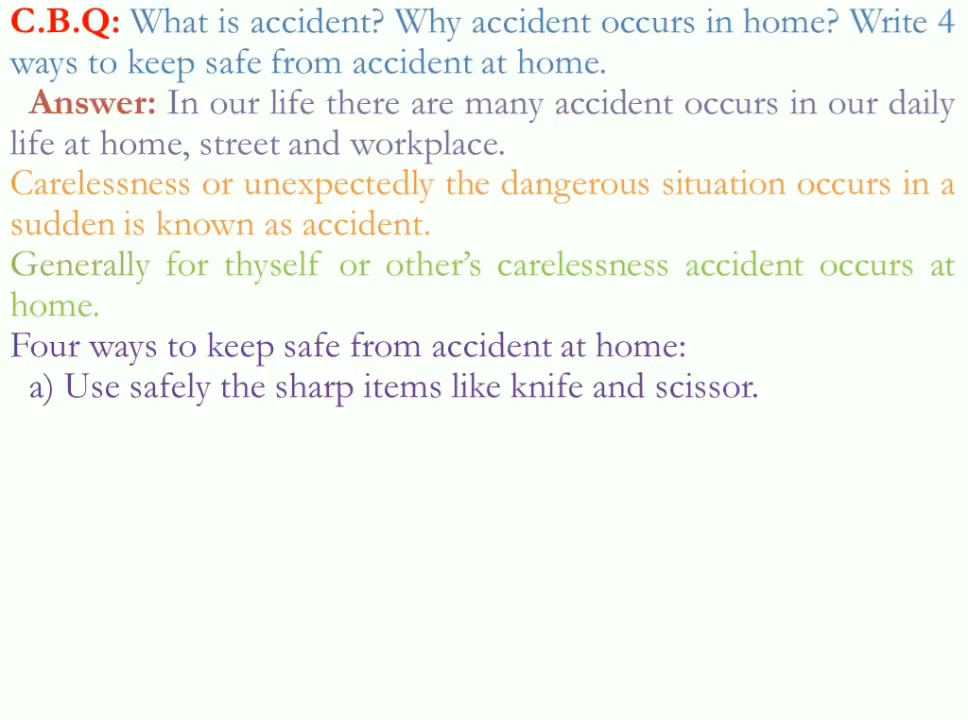 C.B.Q: What is accident? Why accident occurs in home? Write 4
ways to keep safe from accident at home.
Answer: In our life there are many accident occurs in our daily
life at home, street and workplace.
Carelessness or unexpectedly the dangerous situation occurs in a
sudden is known as accident.
Generally for thyself or other’s carelessness accident occurs at
home.
Four ways to keep safe from accident at home:
a) Use safely the sharp items like knife and scissor.